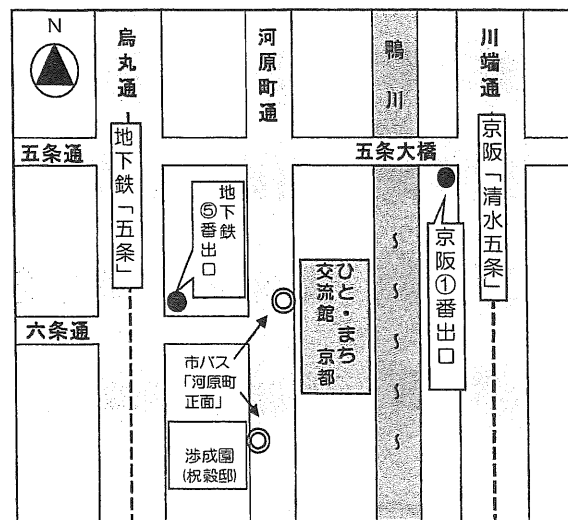 N
烏丸通
河原町通
鴨川
川端通
五条通
五条大橋
地下鉄「五条」
地下鉄
⑤番出口
京阪「清水五条」
京阪①番出口
ひと・まち
交流館 京都
六条通
市バス
「河原町
正面」
渉成園
(枳殻邸)